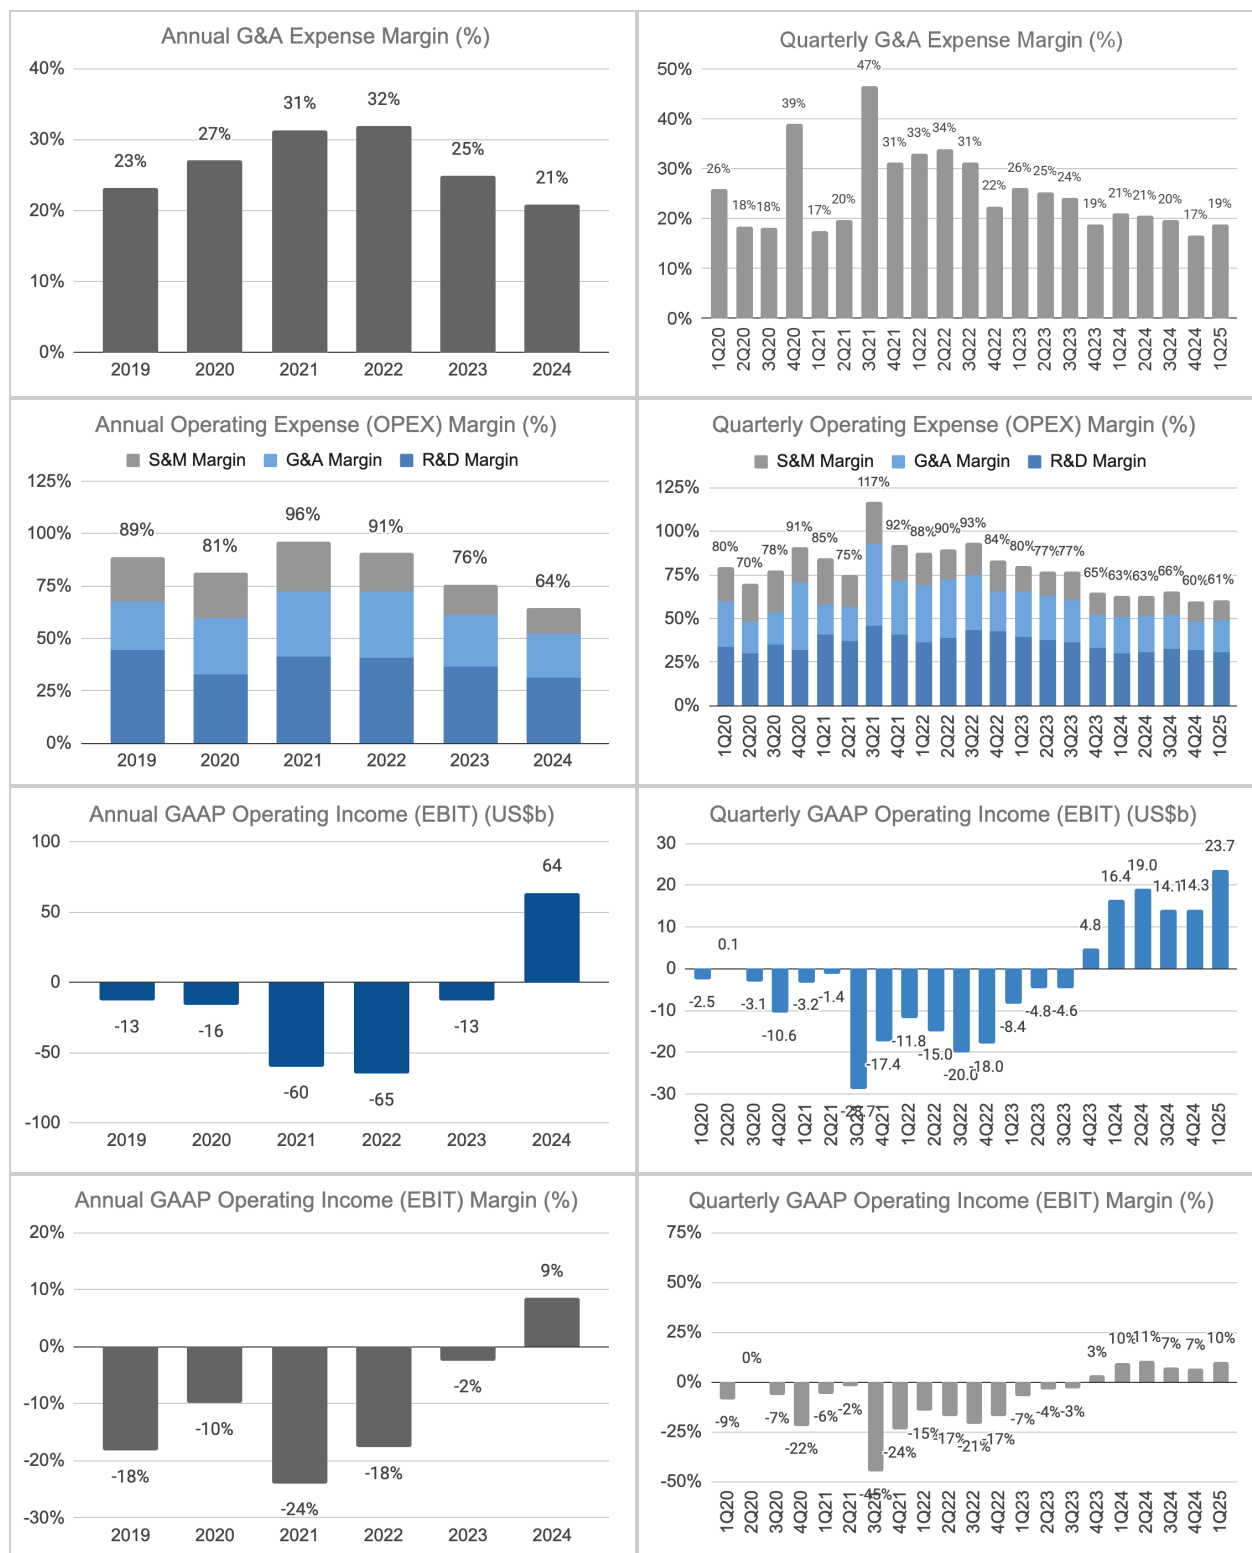 Annual G&A Expense Margin (%)
40%
30%
20%
10%
0%
23%
27%
31%
32%
25%
21%
2019 2020 2021 2022 2023 2024
Quarterly G&A Expense Margin (%)
50%
40%
30%
20%
10%
0%
26% 18% 18% 39% 17% 20% 47% 31% 33% 34% 31% 22% 26% 25% 24% 19% 21% 21% 20% 17% 19%
1Q20 2Q20 3Q20 4Q20 1Q21 2Q21 3Q21 4Q21 1Q22 2Q22 3Q22 4Q22 1Q23 2Q23 3Q23 4Q23 1Q24 2Q24 3Q24 4Q24 1Q25
Annual Operating Expense (OPEX) Margin (%)
S&M Margin G&A Margin R&D Margin
125%
100%
75%
50%
25%
0%
89% 81% 96% 91% 76% 64%
2019 2020 2021 2022 2023 2024
Quarterly Operating Expense (OPEX) Margin (%)
S&M Margin G&A Margin R&D Margin
125%
100%
75%
50%
25%
0%
80% 70% 78% 91% 85% 75% 117% 92% 88% 90% 93% 84% 80% 77% 77% 65% 63% 63% 66% 60% 61%
1Q20 2Q20 3Q20 4Q20 1Q21 2Q21 3Q21 4Q21 1Q22 2Q22 3Q22 4Q22 1Q23 2Q23 3Q23 4Q23 1Q24 2Q24 3Q24 4Q24 1Q25
Annual GAAP Operating Income (EBIT) (US$b)
100
50
0
-50
-100
-13 -16 -60 -65 -13 64
2019 2020 2021 2022 2023 2024
Quarterly GAAP Operating Income (EBIT) (US$b)
30
20
10
0
-10
-20
-30
-2.5 0.1 -3.1 -10.6 -3.2 -1.4 -28.7 -17.4 -11.8 -15.0 -20.0 -18.0 -8.4 -4.8 -4.6 4.8 16.4 19.0 14.1 14.3 23.7
1Q20 2Q20 3Q20 4Q20 1Q21 2Q21 3Q21 4Q21 1Q22 2Q22 3Q22 4Q22 1Q23 2Q23 3Q23 4Q23 1Q24 2Q24 3Q24 4Q24 1Q25
Annual GAAP Operating Income (EBIT) Margin (%)
20%
10%
0%
-10%
-20%
-30%
-18% -10% -24% -18% -2% 9%
2019 2020 2021 2022 2023 2024
Quarterly GAAP Operating Income (EBIT) Margin (%)
75%
50%
25%
0%
-25%
-50%
-9% 0% -7% -22% -6% -2% -45% -24% -15% -17% -21% -17% -7% -4% -3% 3% 10% 11% 7% 7% 10%
1Q20 2Q20 3Q20 4Q20 1Q21 2Q21 3Q21 4Q21 1Q22 2Q22 3Q22 4Q22 1Q23 2Q23 3Q23 4Q23 1Q24 2Q24 3Q24 4Q24 1Q25